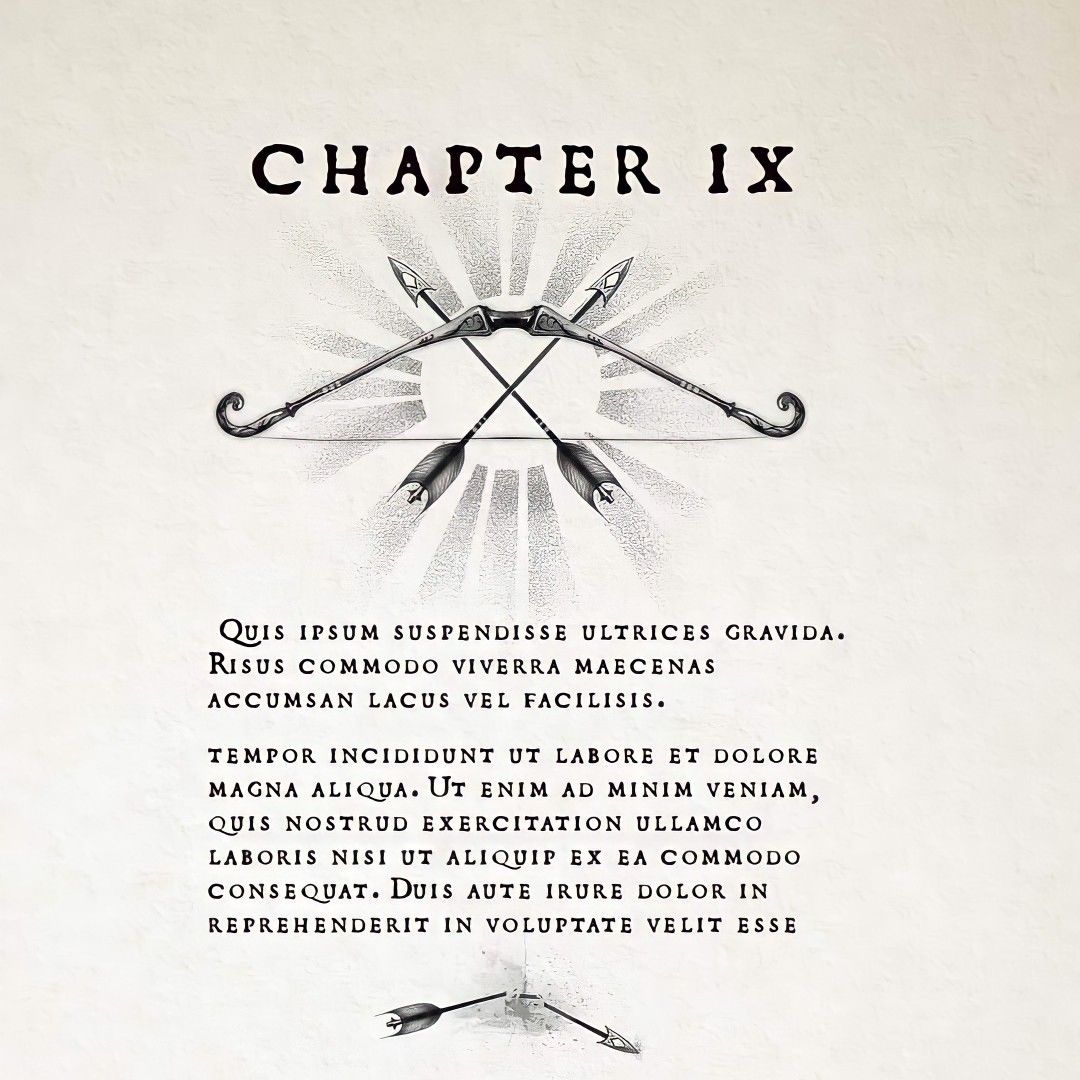 CHAPTER IX
QUIS IPSUM SUSPENDISSE ULTRICES GRAVIDA.
RISUS COMMODO VIVERRA MAECENAS
ACCUMSAN LACUS VEL FACILISIS.
TEMPOR INCIDIDUNT UT LABORE ET DOLORE
MAGNA ALIQUA. UT ENIM AD MINIM VENIAM,
QUIS NOSTRUD EXERCITATION ULLAMCO
LABORIS NISI UT ALIQUIP EX EA COMMODO
CONSEQUAT. DUIS AUTE IRURE DOLOR IN
REPREHENDERIT IN VOLUPTATE VELIT ESSE